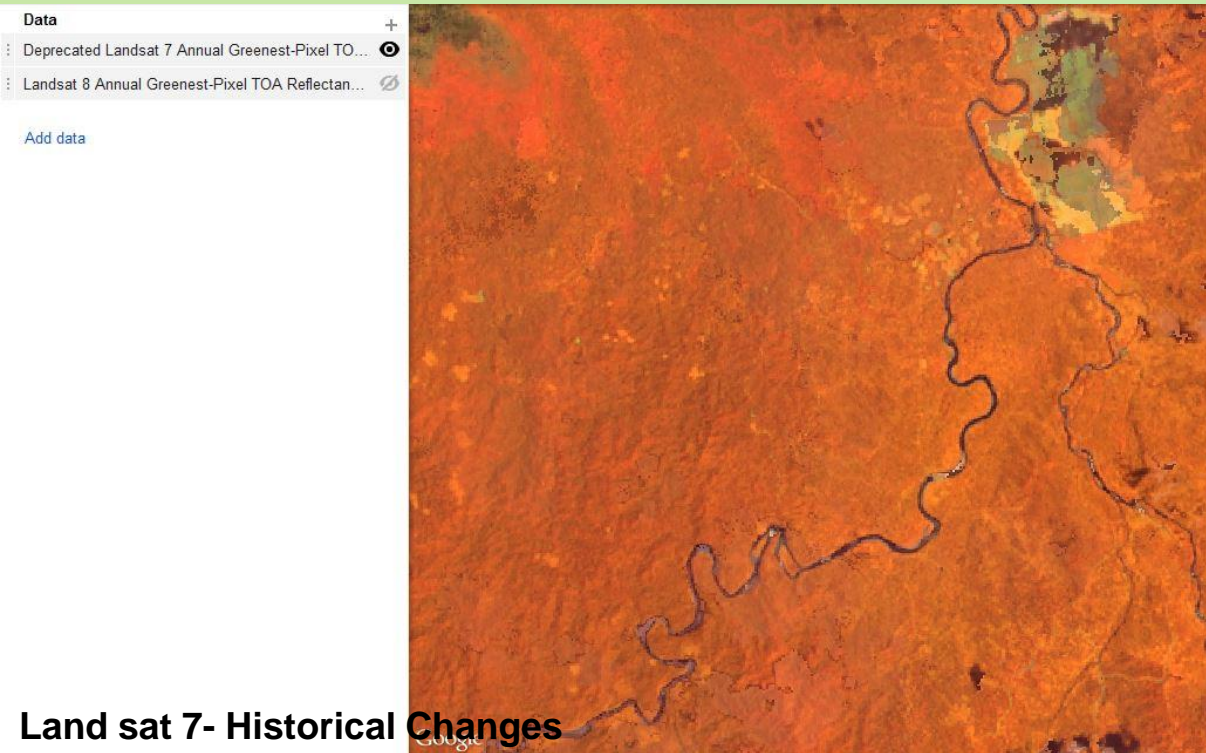 Data
Deprecated Landsat 7 Annual Greenest-Pixel TO...
Landsat 8 Annual Greenest-Pixel TOA Reflectan...
Add data
Land sat 7- Historical Changes
Google